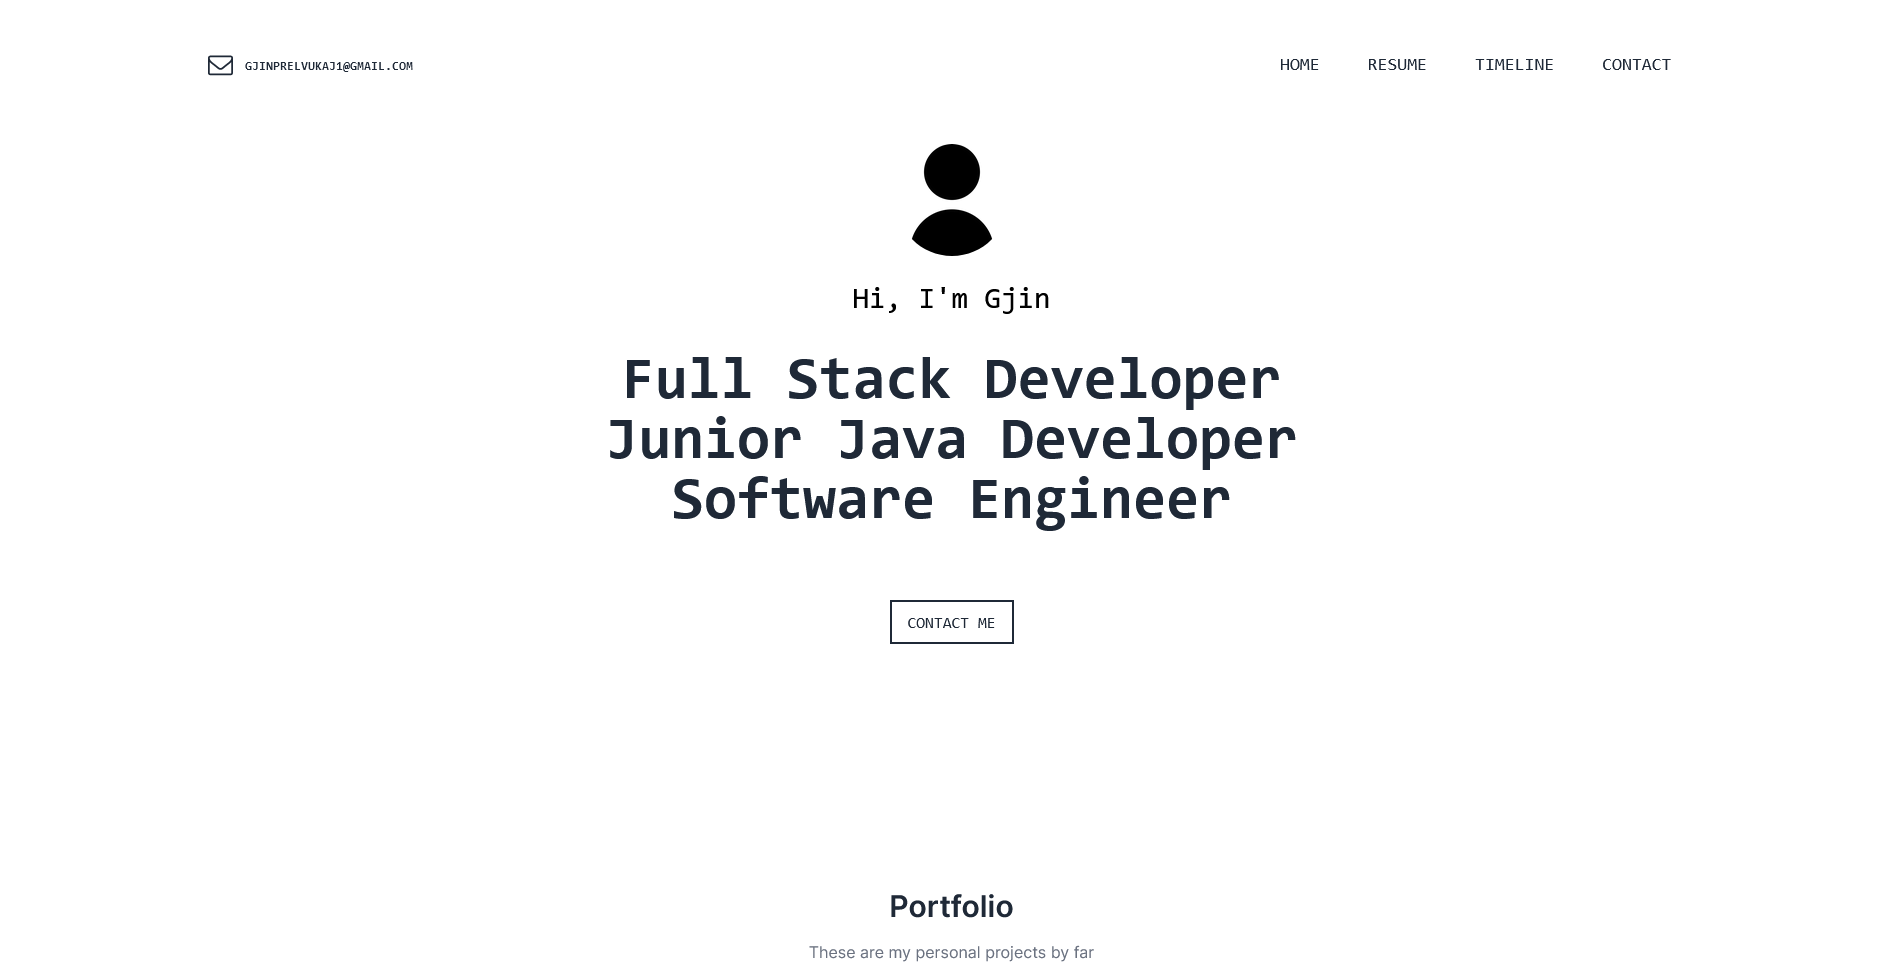 GJINPRELVUKAJ1@GMAIL.COM
HOME RESUME TIMELINE CONTACT
Hi, I'm Gjin
Full Stack Developer
Junior Java Developer
Software Engineer
CONTACT ME
Portfolio
These are my personal projects by far